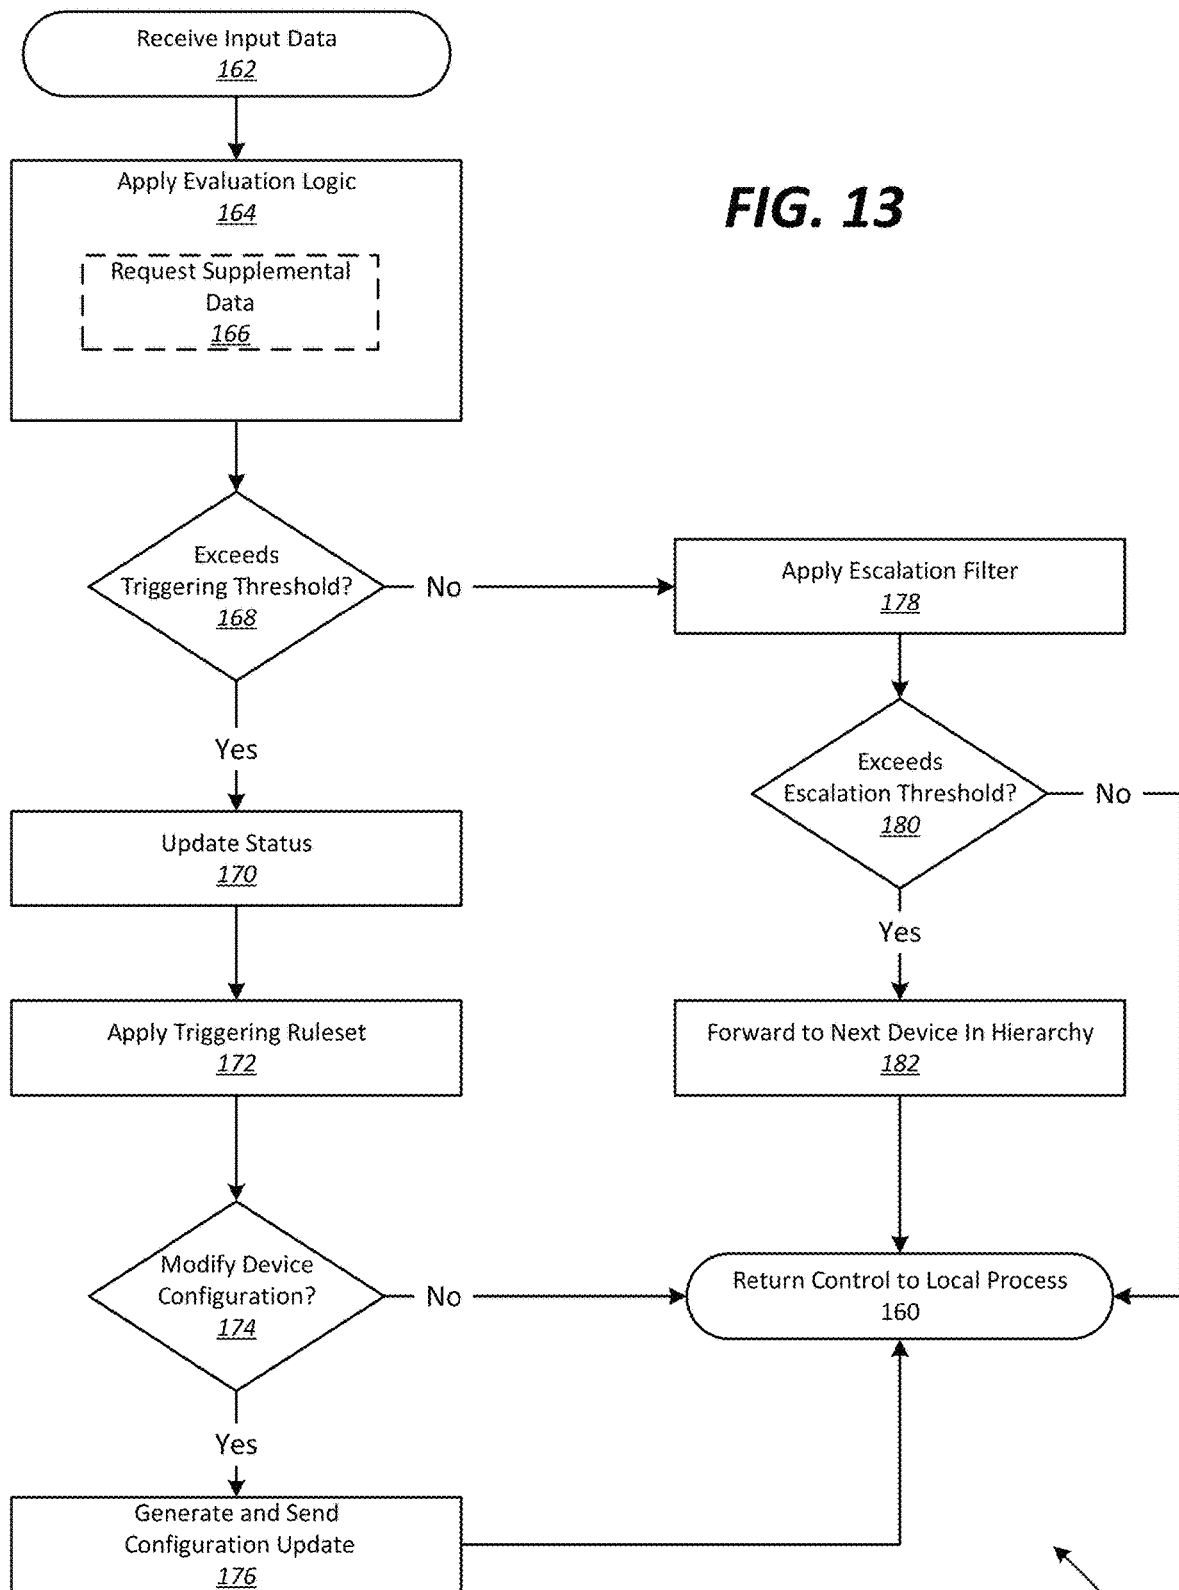 Receive Input Data
162
Apply Evaluation Logic
164
FIG. 13
Request Supplemental
Data
166
Exceeds
Triggering Threshold?
168
No
Apply Escalation Filter
178
Yes
Exceeds
Escalation Threshold?
180
No
Update Status
170
Yes
Apply Triggering Ruleset
172
Forward to Next Device In Hierarchy
182
Modify Device
Configuration?
174
No
Return Control to Local Process
160
Yes
Generate and Send
Configuration Update
176